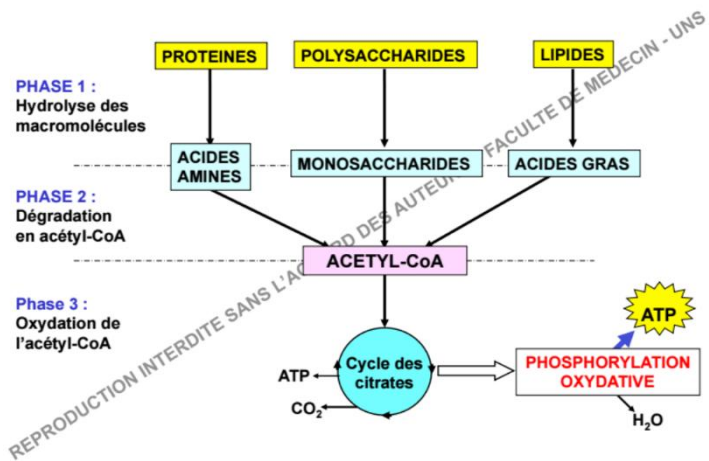 PROTEINES
POLYSACCHARIDES
LIPIDES
PHASE 1 :
Hydrolyse des
macromolécules
ACIDES
AMINES
MONOSACCHARIDES
ACIDES GRAS
PHASE 2 :
Dégradation
en acétyl-CoA
ACETYL-CoA
Phase 3 :
Oxydation de
l'acétyl-CoA
Cycle des
citrates
ATP
CO2
PHOSPHORYLATION
OXYDATIVE
ATP
H2O
REPRODUCTION INTERDITE SANS L'ACCORD DES AUTEURS - FACULTE DE MEDECIN - UNS